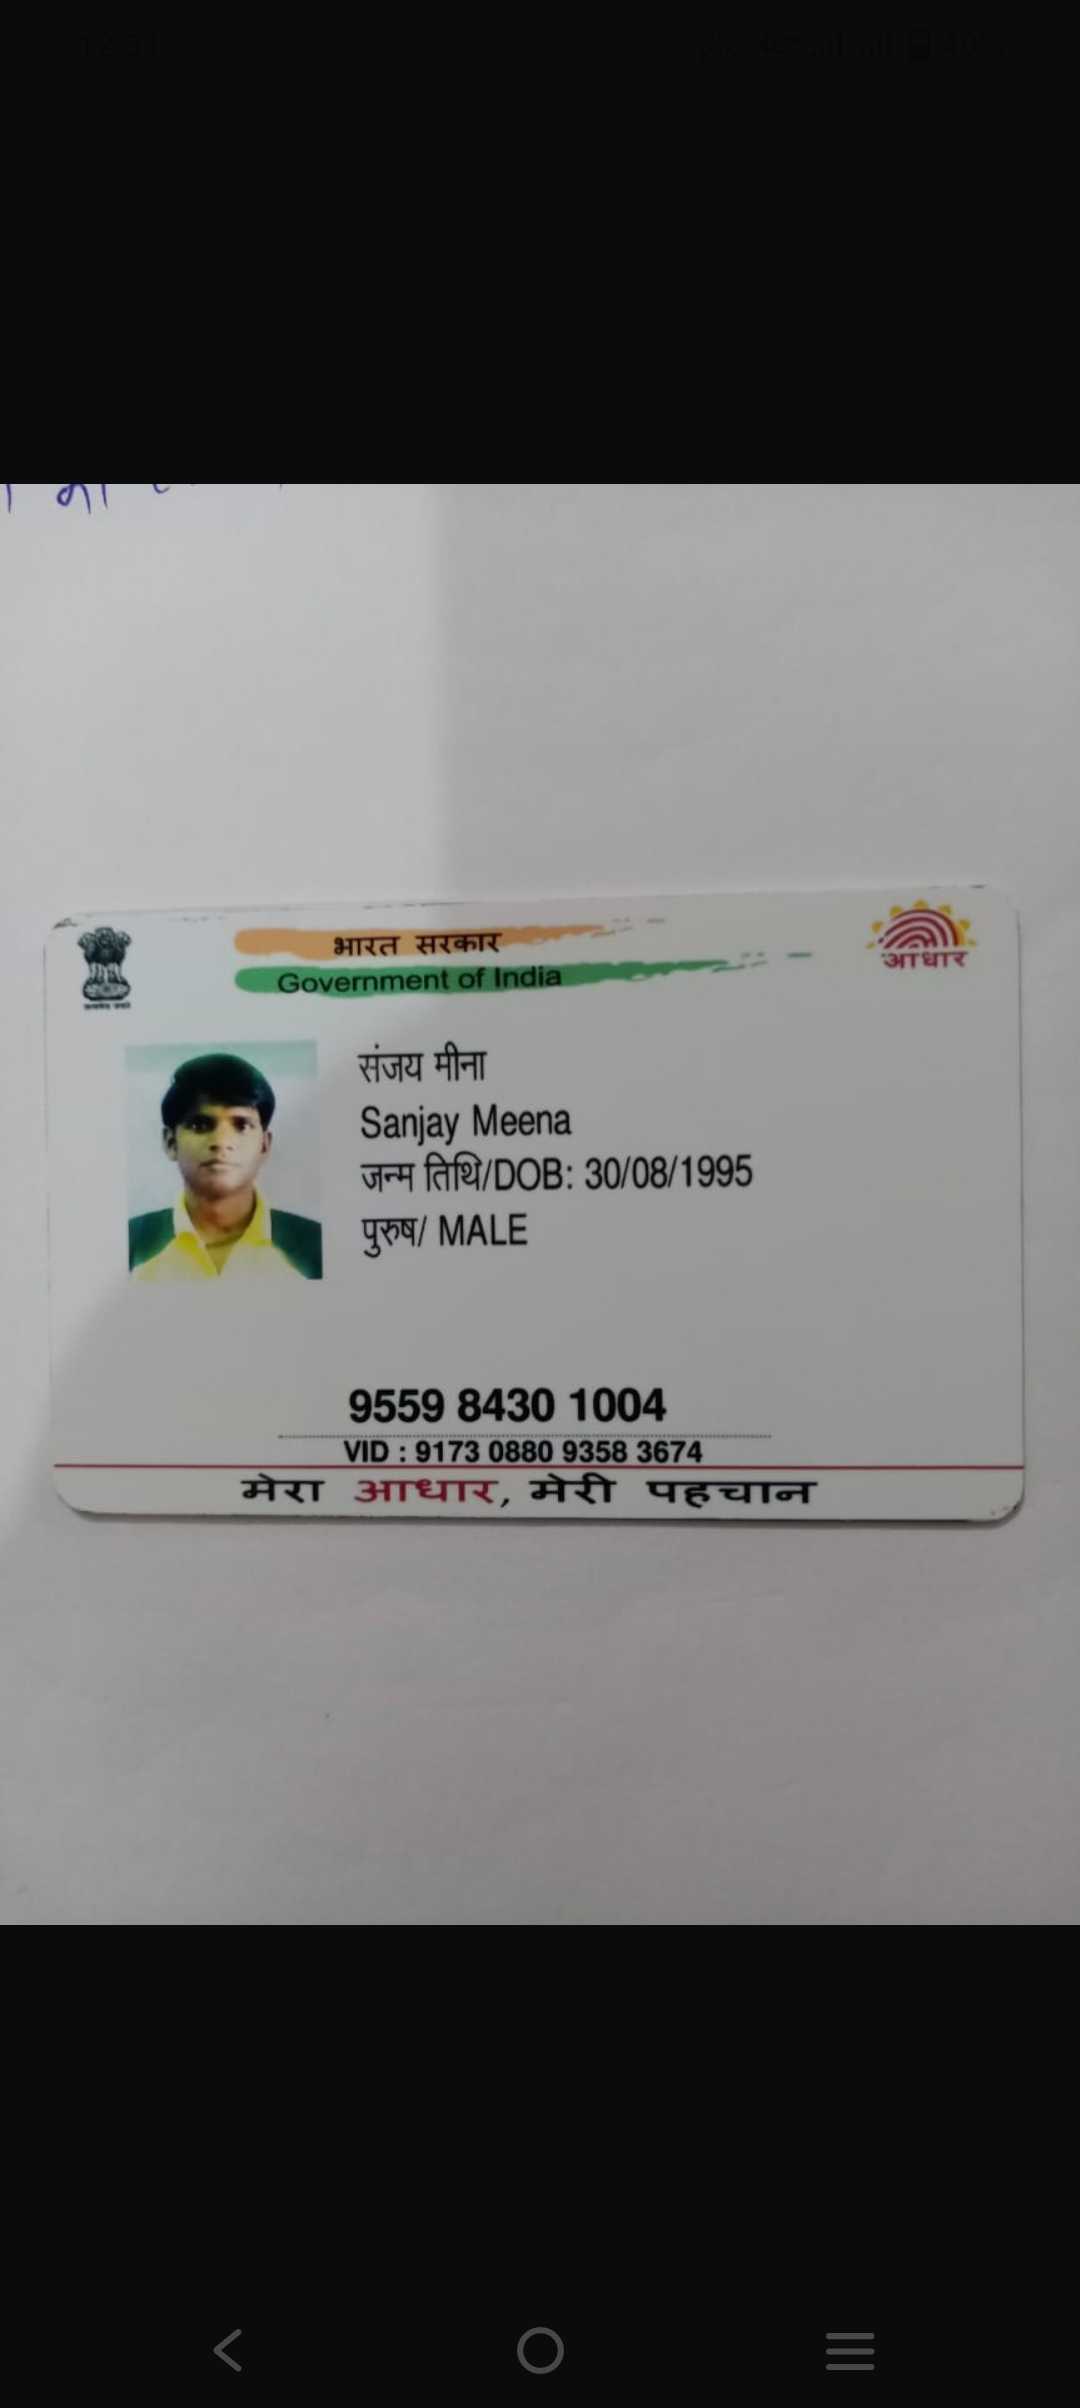 भारत सरकार
Government of India
आधार
संजय मीना
Sanjay Meena
जन्म तिथि/DOB: 30/08/1995
पुरुष/ MALE
9559 8430 1004
VID : 9173 0880 9358 3674
मेरा आधार, मेरी पहचान